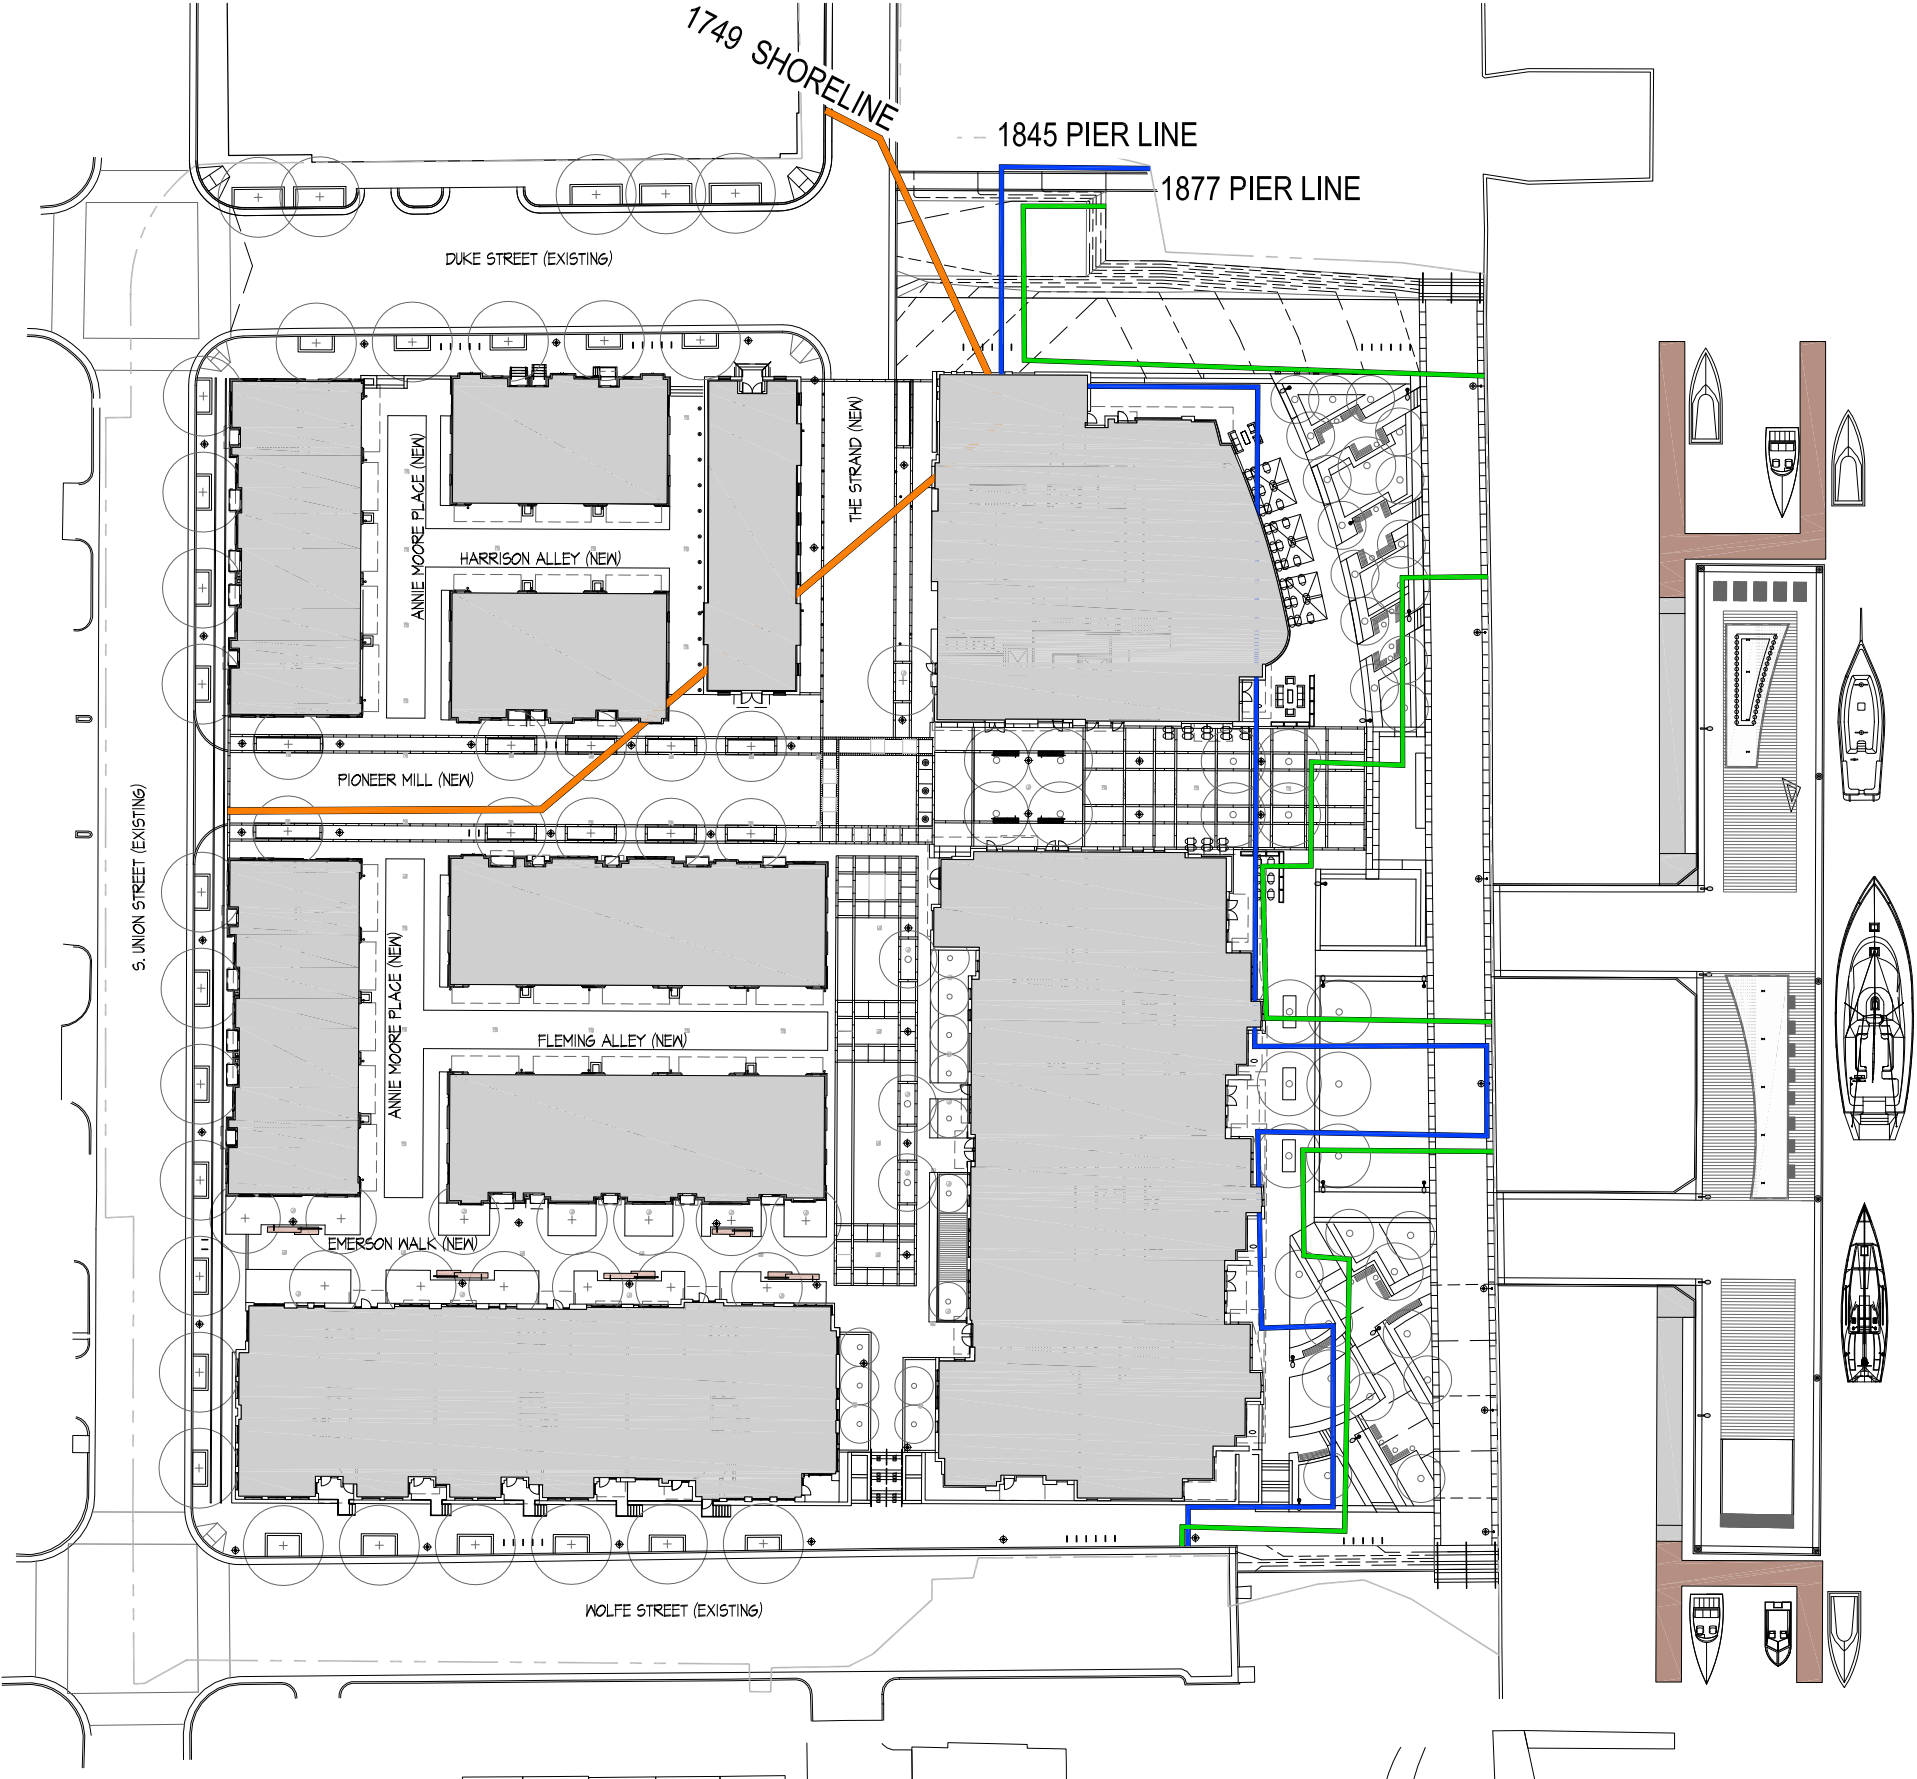 1749 SHORELINE
1845 PIER LINE
1877 PIER LINE
DUKE STREET (EXISTING)
ANNIE MOORE PLACE (NEW)
HARRISON ALLEY (NEW)
THE STRAND (NEW)
PIONEER MILL (NEW)
S. UNION STREET (EXISTING)
ANNIE MOORE PLACE (NEW)
FLEMING ALLEY (NEW)
EMERSON WALK (NEW)
WOLFE STREET (EXISTING)